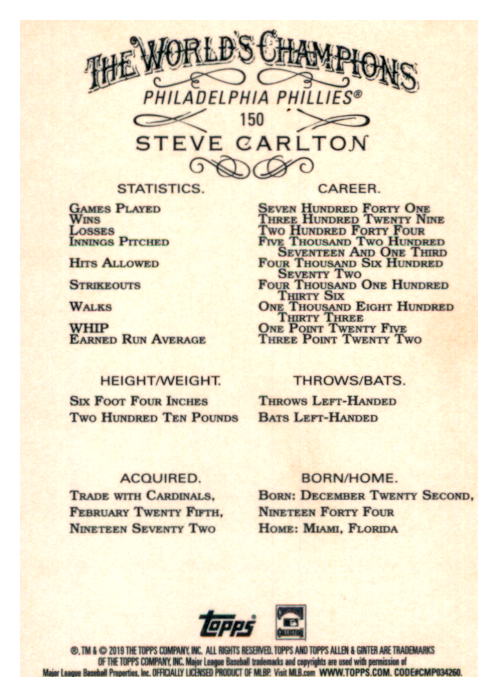 THE WORLD'S CHAMPIONS
PHILADELPHIA PHILLIES®
150
STEVE CARLTON
STATISTICS. CAREER.
GAMES PLAYED SEVEN HUNDRED FORTY ONE
WINS THREE HUNDRED TWENTY NINE
LOSSES TWO HUNDRED FORTY FOUR
INNINGS PITCHED FIVE THOUSAND TWO HUNDRED
SEVENTEEN AND ONE THIRD
HITS ALLOWED FOUR THOUSAND SIX HUNDRED
SEVENTY TWO
STRIKEOUTS FOUR THOUSAND ONE HUNDRED
THIRTY SIX
WALKS ONE THOUSAND EIGHT HUNDRED
THIRTY THREE
WHIP ONE POINT TWENTY FIVE
EARNED RUN AVERAGE THREE POINT TWENTY TWO
HEIGHT/WEIGHT. THROWS/BATS.
SIX FOOT FOUR INCHES THROWS LEFT-HANDED
TWO HUNDRED TEN POUNDS BATS LEFT-HANDED
ACQUIRED. BORN/HOME.
TRADE WITH CARDINALS, BORN: DECEMBER TWENTY SECOND,
FEBRUARY TWENTY FIFTH, NINETEEN FORTY FOUR
NINETEEN SEVENTY TWO HOME: MIAMI, FLORIDA
topps COLLECTION
®, TM & © 2019 THE TOPPS COMPANY, INC. ALL RIGHTS RESERVED. TOPPS AND TOPPS ALLEN & GINTER ARE TRADEMARKS
OF THE TOPPS COMPANY, INC. Major League Baseball trademarks and copyrights are used with permission of
Major League Baseball Properties, Inc. OFFICIALLY LICENSED PRODUCT OF MLBP. Visit MLB.com WWW.TOPPS.COM. CODE#CMP034260.